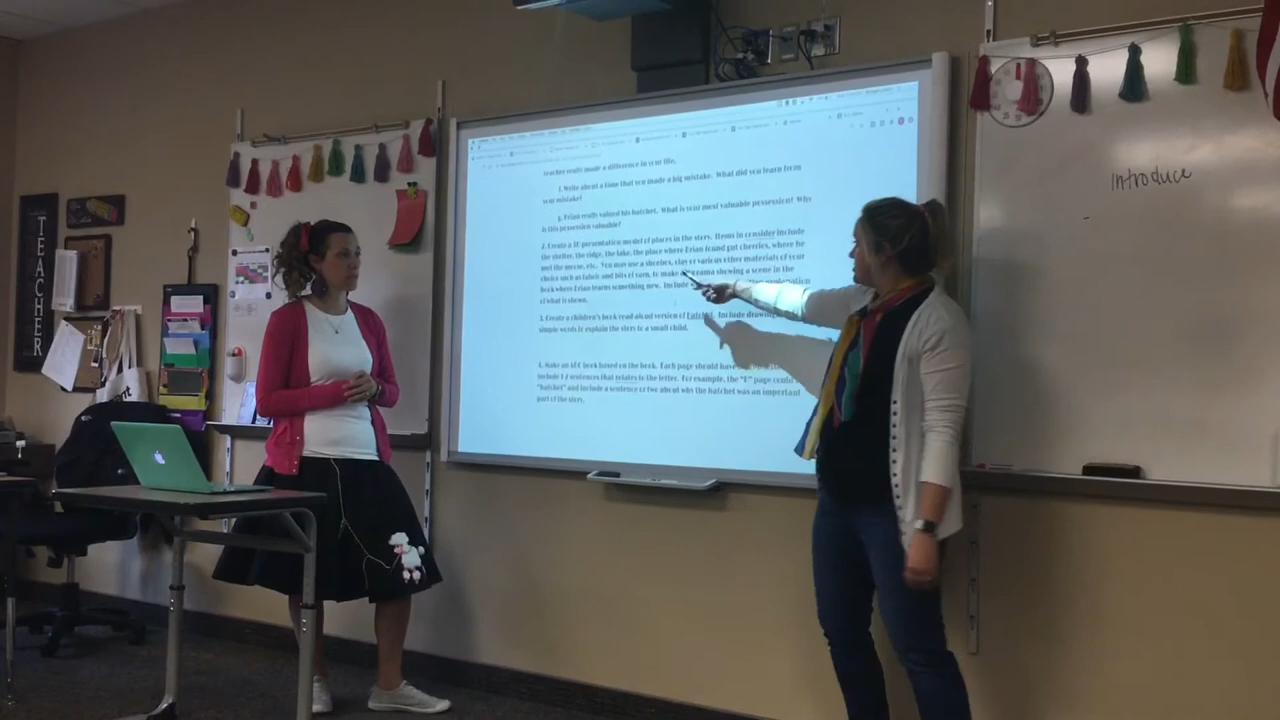 TEACHER
teacher really made a difference in your life.
f. Write about a time that you made a big mistake. What did you learn from
your mistake?
g. Brian really valued his hatchet. What is your most valuable possession? Why
is this possession valuable?
2. Create a 3D presentation model of places in the story. Items to consider include
the shelter, the ridge, the lake, the place where Brian found gut cherries, where he
met the moose, etc. You may use a shoebox, clay or various other materials of your
choice such as fabric and bits of yarn, to make a diorama showing a scene in the
book where Brian learns something new. Include explanation
of what is shown.
3. Create a children's book read aloud version of Hatchet. Include
simple words to explain the story to a small child.
4. Make an ABC book based on the book. Each page should have
include 1-2 sentences that relates to the letter. For example, the "H" page could
"hatchet" and include a sentence or two about why the hatchet was an important
part of the story.
introduce